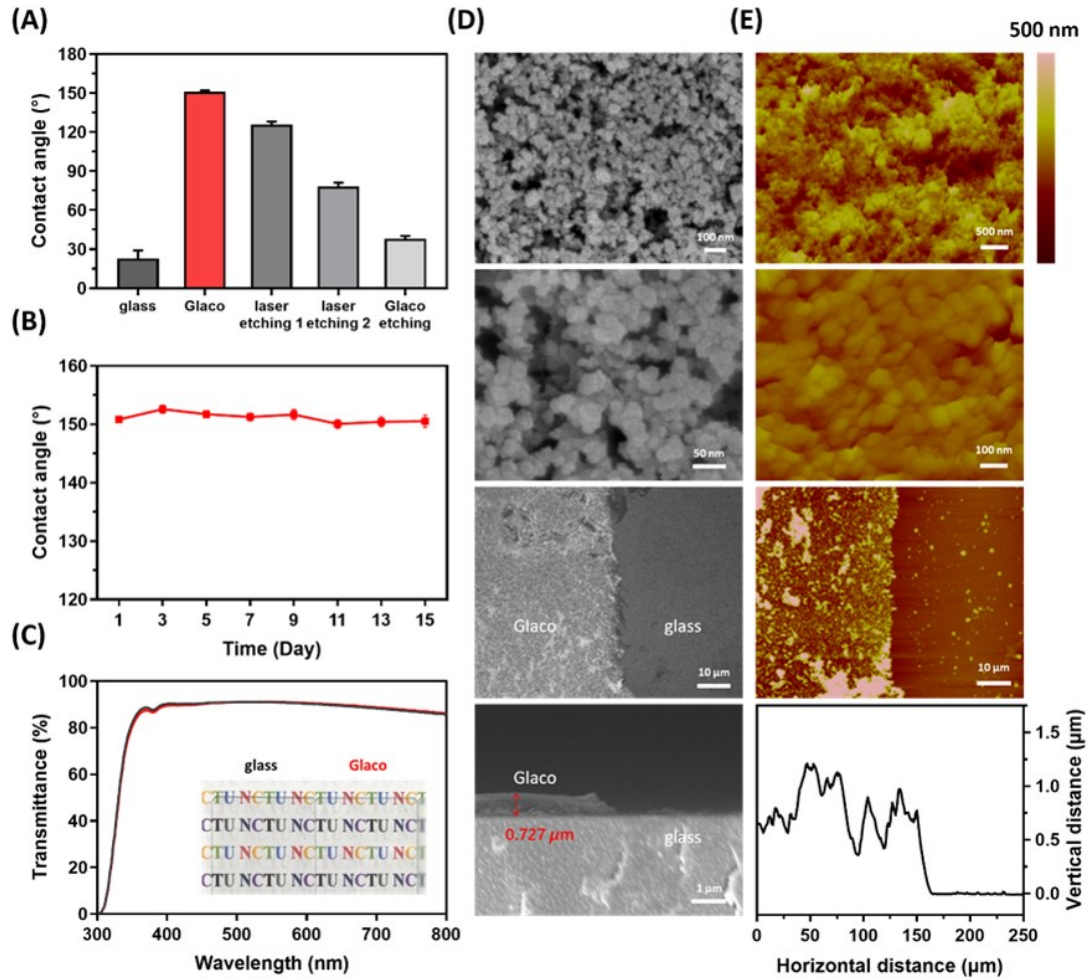 (A)
180
150
120
90
60
30
0
Contact angle (°)
glass
Glaco
laser
etching 1
laser
etching 2
Glaco
etching
(B)
160
150
140
130
120
Contact angle (°)
1 3 5 7 9 11 13 15
Time (Day)
(C)
100
80
60
40
20
0
Transmittance (%)
glass Glaco
CTUNCTUNCTUNCTUNCT
CTUNCTUNCTUNCTUNCT
CTUNCTUNCTUNCTUNCT
CTUNCTUNCTUNCTUNCT
300 400 500 600 700 800
Wavelength (nm)
(D)
100 nm
50 nm
Glaco
glass
10 μm
Glaco
0.727 μm
glass
1 μm
(E)
500 nm
500 nm
100 nm
10 μm
1.5
1.0
0.5
0.0
Vertical distance (μm)
0 50 100 150 200 250
Horizontal distance (μm)